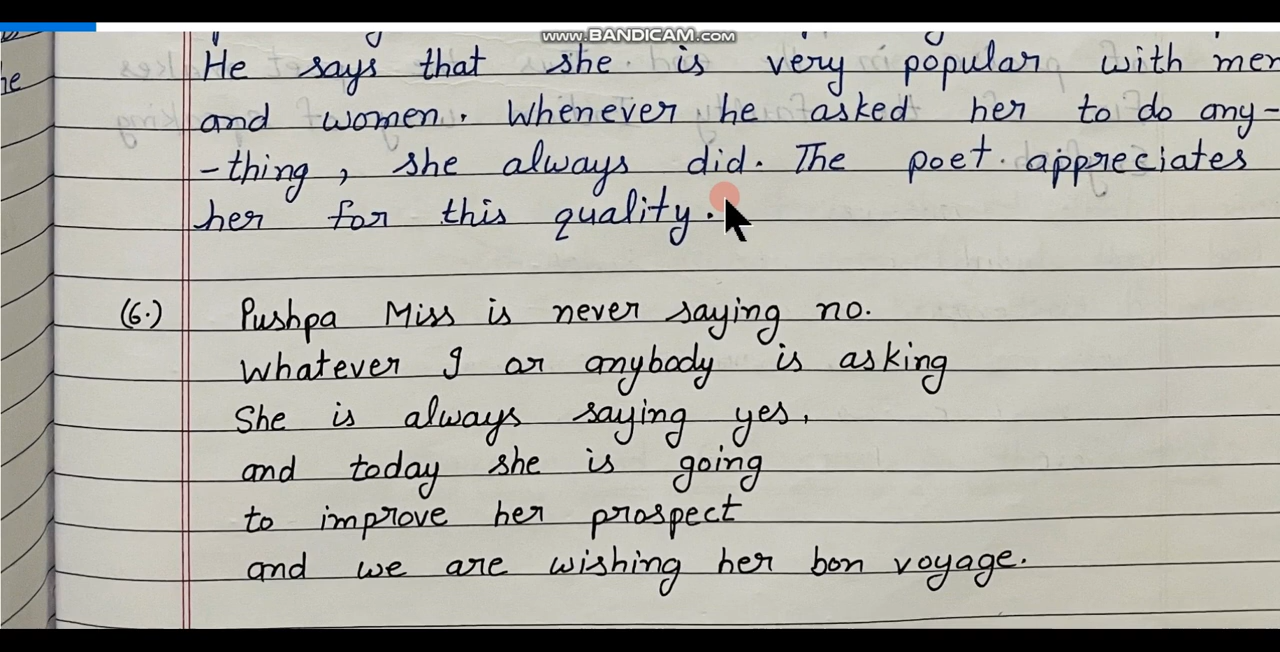 www.BANDICAM.com
He says that she is very popular with men
and women. Whenever he asked her to do any-
-thing, she always did. The poet appreciates
her for this quality.
(6.) Pushpa Miss is never saying no.
Whatever I or anybody is asking
She is always saying yes,
and today she is going
to improve her prospect
and we are wishing her bon voyage.